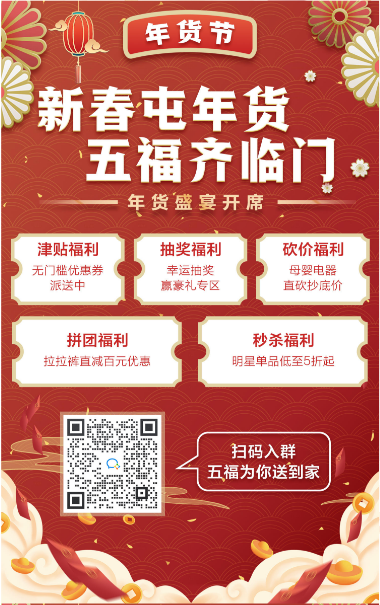 年货节
新春屯年货
五福齐临门
年货盛宴开席
津贴福利
无门槛优惠券
派送中
抽奖福利
幸运抽奖
赢豪礼专区
砍价福利
母婴电器
直砍抄底价
拼团福利
拉拉裤直减百元优惠
秒杀福利
明星单品低至5折起
扫码入群
五福为你送到家